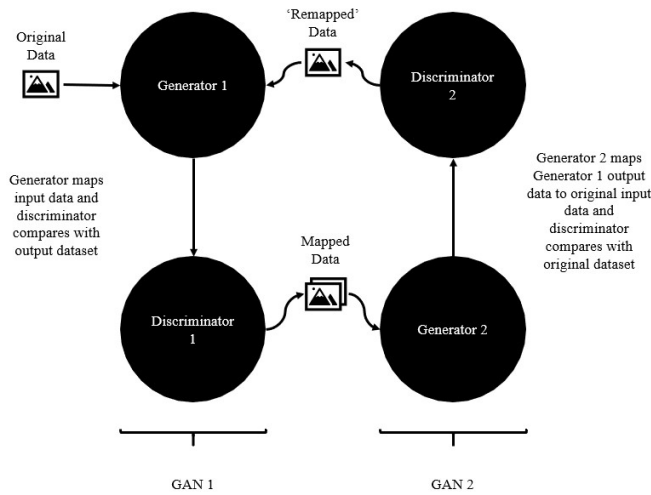 Original
Data
‘Remapped’
Data
Generator 1
Discriminator
2
Generator maps
input data and
discriminator
compares with
output dataset
Generator 2 maps
Generator 1 output
data to original input
data and
discriminator
compares with
original dataset
Mapped
Data
Discriminator
1
Generator 2
GAN 1
GAN 2